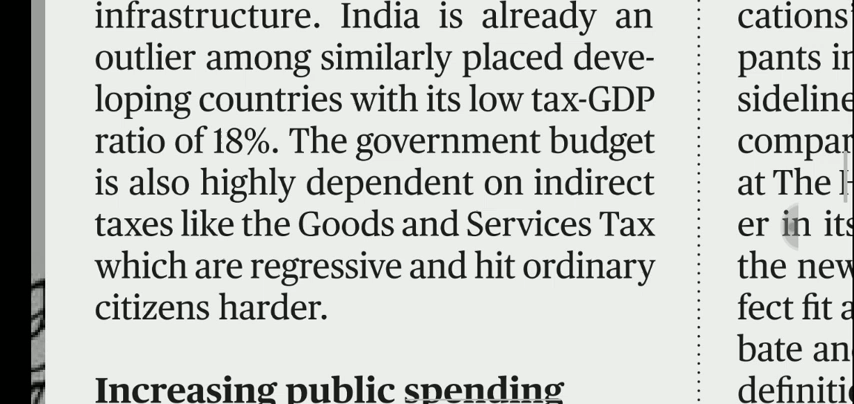 infrastructure. India is already an
outlier among similarly placed deve-
loping countries with its low tax-GDP
ratio of 18%. The government budget
is also highly dependent on indirect
taxes like the Goods and Services Tax
which are regressive and hit ordinary
citizens harder.
Increasing public spending
cations'
pants in
sideline
compar
at The H
er in its
the new
fect fit a
bate an
definiti